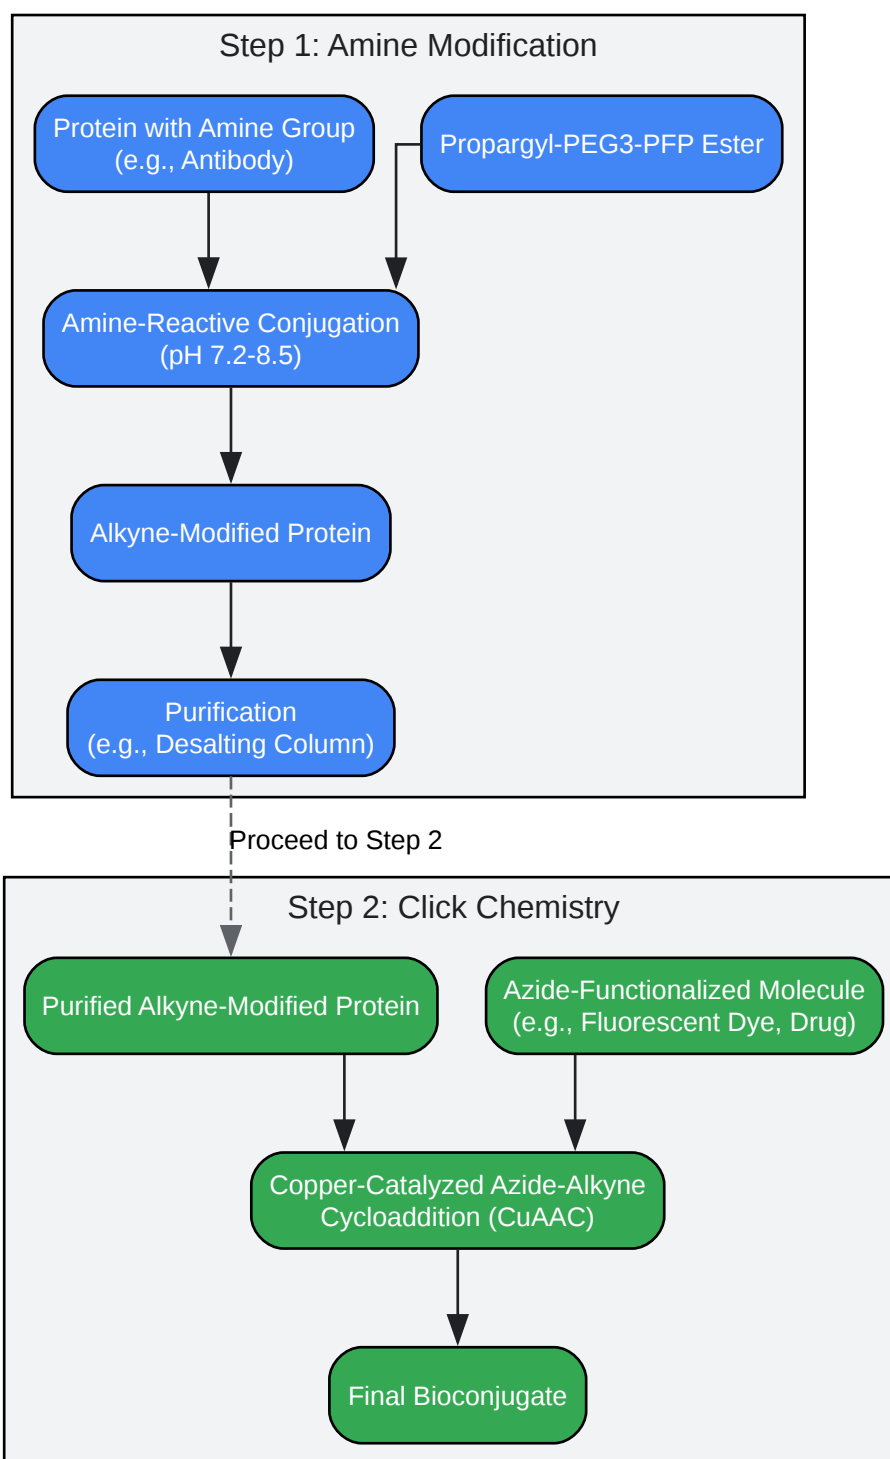 Step 1: Amine Modification
Protein with Amine Group
(e.g., Antibody)
Propargyl-PEG3-PFP Ester
Amine-Reactive Conjugation
(pH 7.2-8.5)
Alkyne-Modified Protein
Purification
(e.g., Desalting Column)
Proceed to Step 2
Step 2: Click Chemistry
Purified Alkyne-Modified Protein
Azide-Functionalized Molecule
(e.g., Fluorescent Dye, Drug)
Copper-Catalyzed Azide-Alkyne
Cycloaddition (CuAAC)
Final Bioconjugate